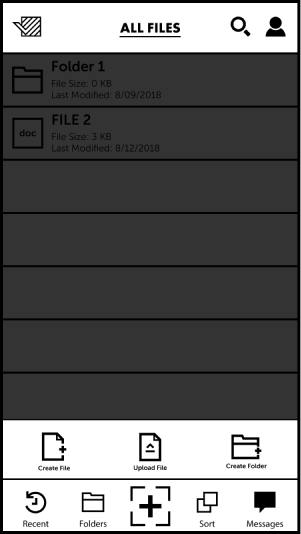 ALL FILES
Folder 1
File Size: 0 KB
Last Modified: 8/09/2018
doc
FILE 2
File Size: 3 KB
Last Modified: 8/12/2018
Create File
Upload File
Create Folder
Recent
Folders
Sort
Messages